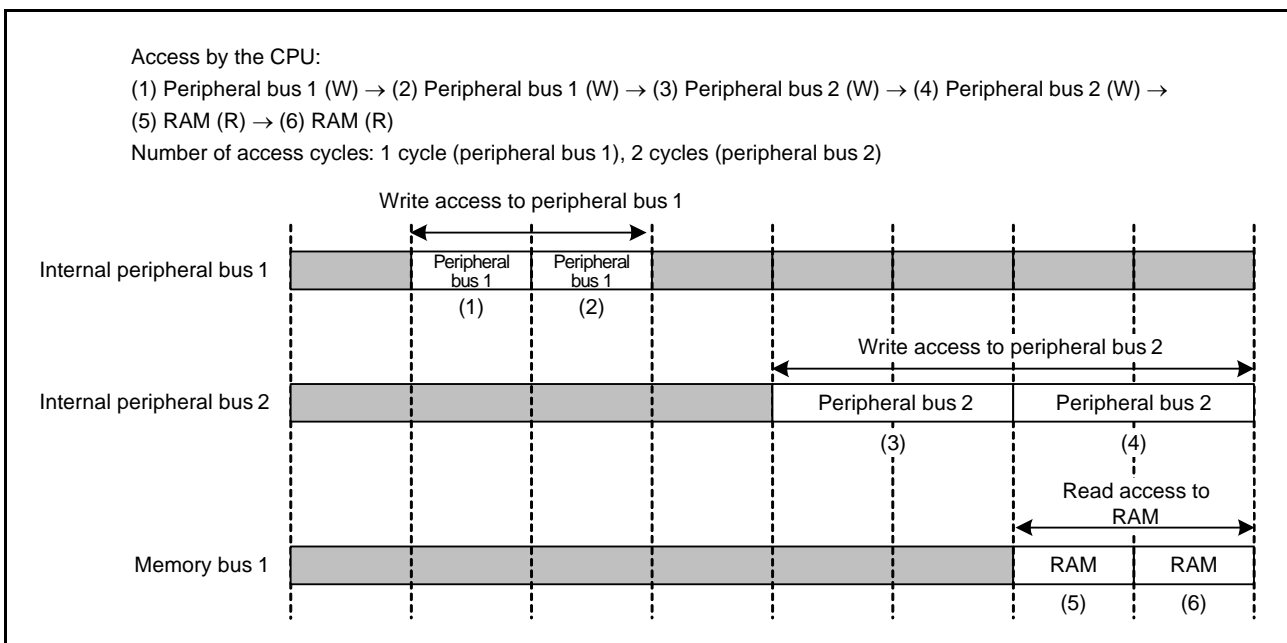 Access by the CPU:
(1) Peripheral bus 1 (W) → (2) Peripheral bus 1 (W) → (3) Peripheral bus 2 (W) → (4) Peripheral bus 2 (W) →
(5) RAM (R) → (6) RAM (R)
Number of access cycles: 1 cycle (peripheral bus 1), 2 cycles (peripheral bus 2)
Write access to peripheral bus 1
Internal peripheral bus 1
Peripheral
bus 1
Peripheral
bus 1
(1)
(2)
Write access to peripheral bus 2
Internal peripheral bus 2
Peripheral bus 2
Peripheral bus 2
(3)
(4)
Read access to
RAM
Memory bus 1
RAM
RAM
(5)
(6)